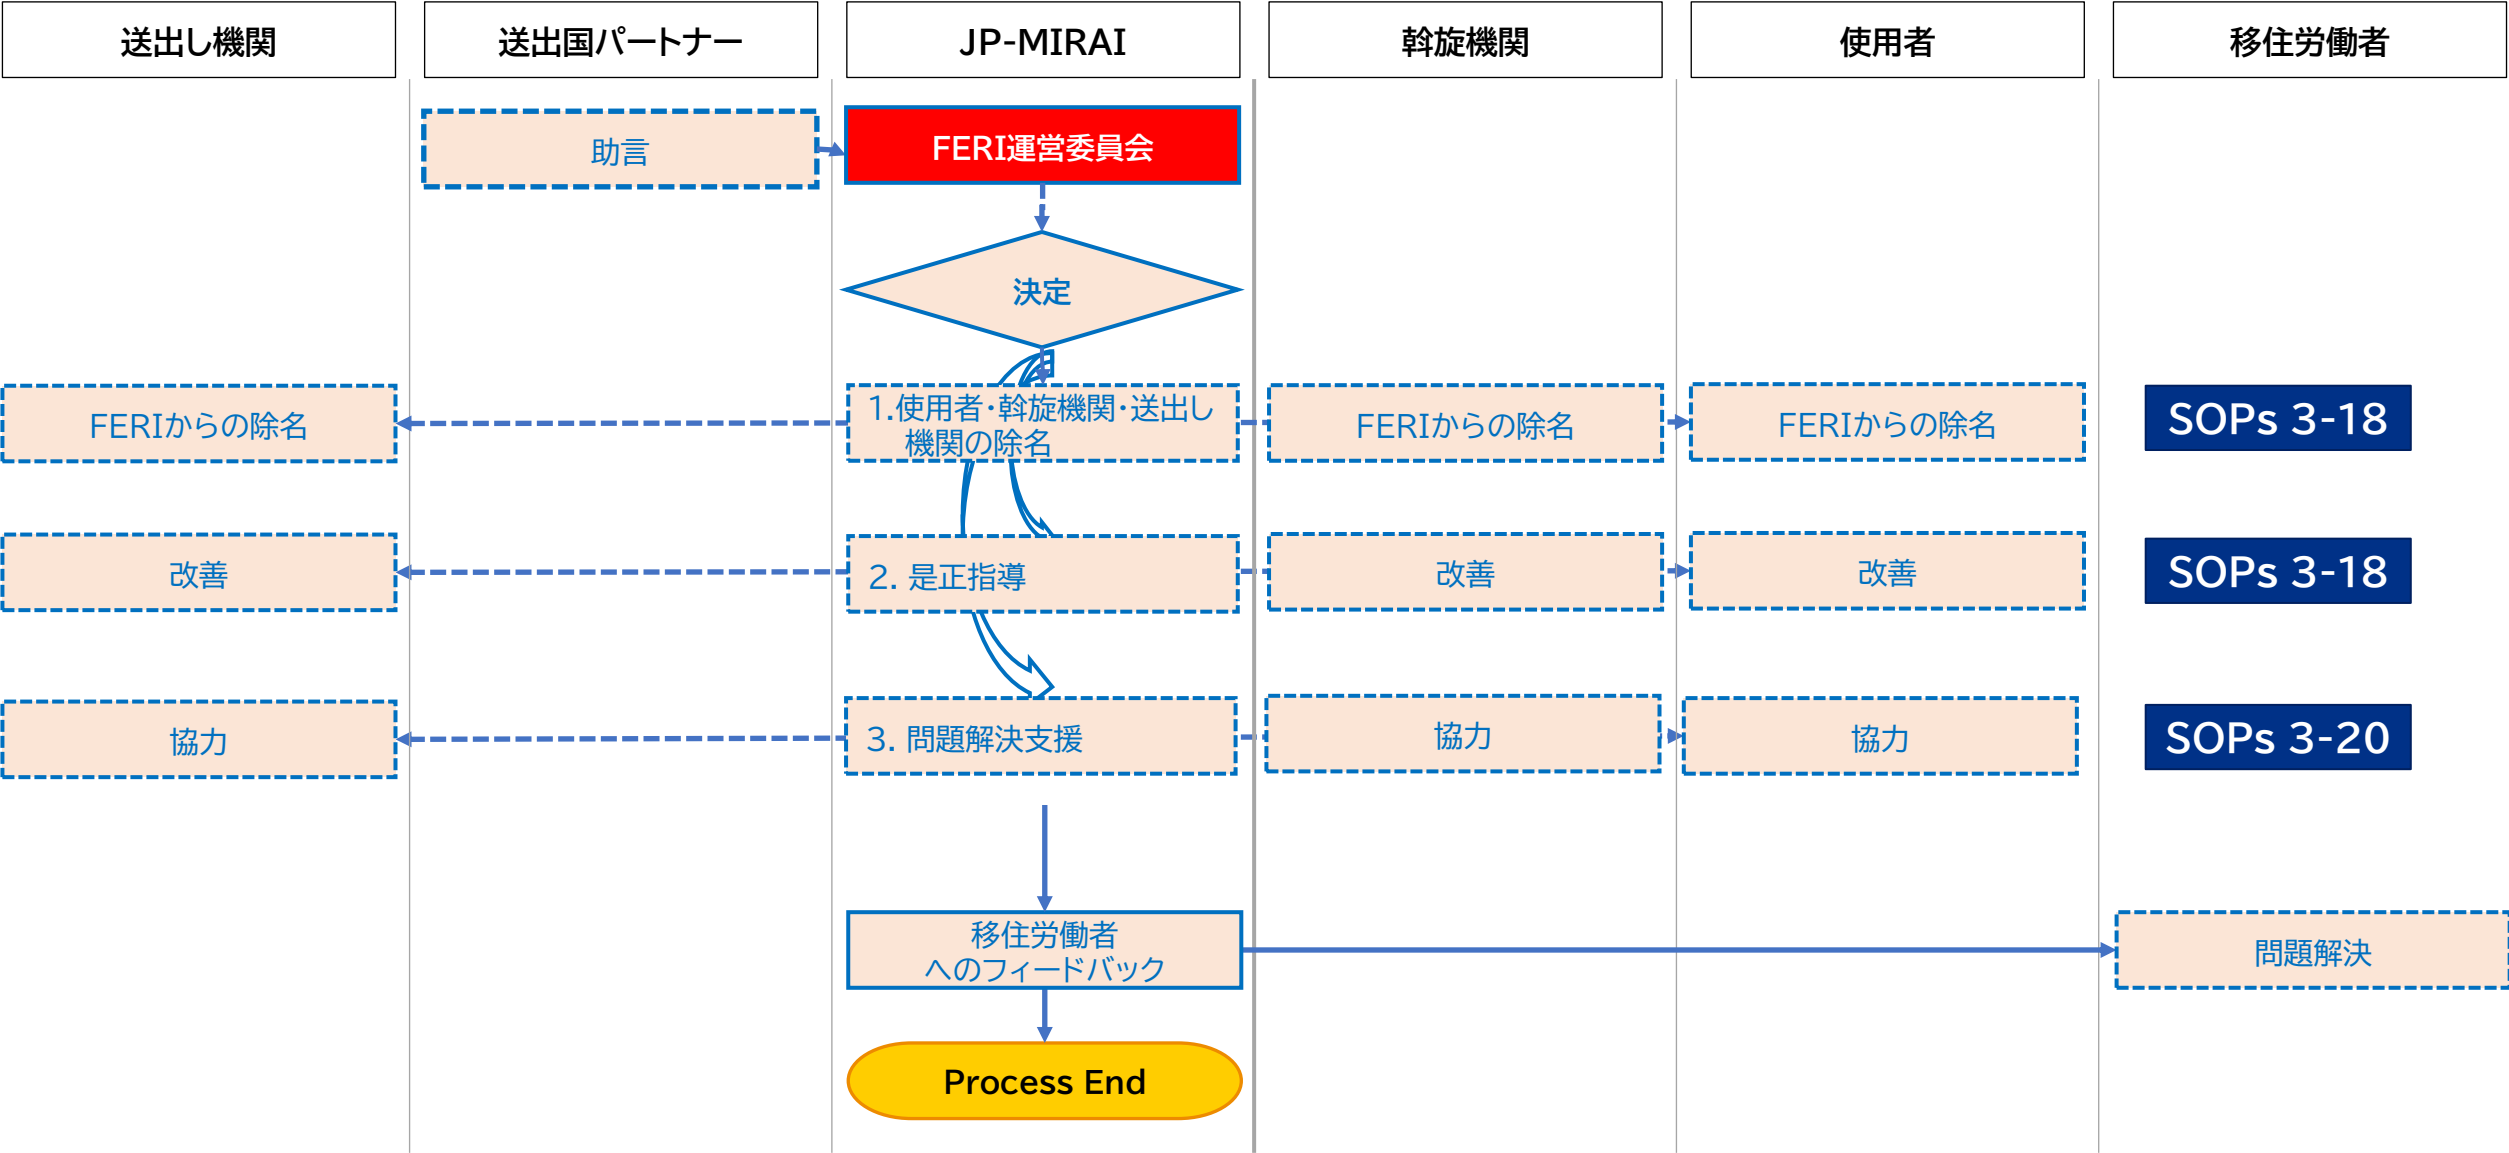 送出し機関
送出国パートナー
JP-MIRAI
斡旋機関
使用者
移住労働者
助言
FERI運営委員会
決定
FERIからの除名
1.使用者・斡旋機関・送出し
機関の除名
FERIからの除名
FERIからの除名
SOPs 3-18
改善
2. 是正指導
改善
改善
SOPs 3-18
協力
3. 問題解決支援
協力
協力
SOPs 3-20
移住労働者
へのフィードバック
問題解決
Process End